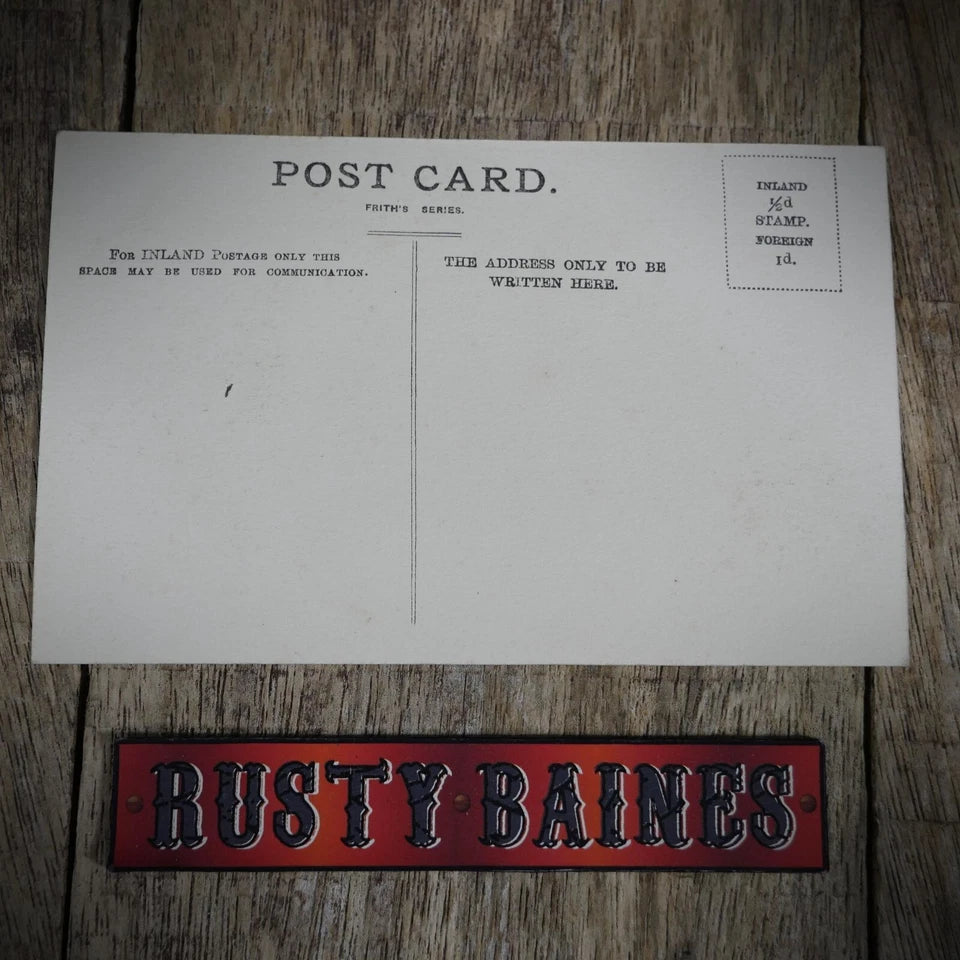 POST CARD.
FRITH'S SERIES.
For INLAND Postage only this
space may be used for communication.
THE ADDRESS ONLY TO BE
WRITTEN HERE.
INLAND
½d
STAMP.
FOREIGN
1d.
RUSTY BAINES